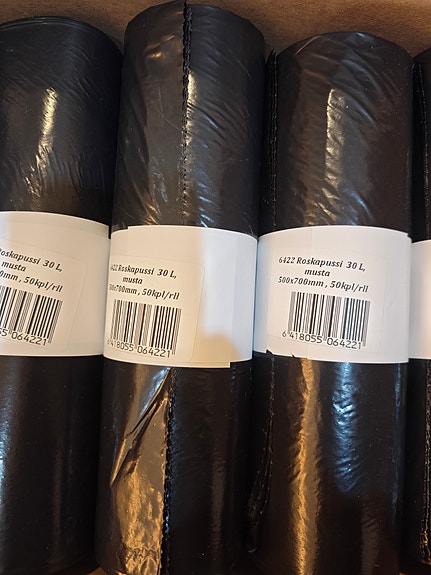 Roskapussi 30 L,
musta
0mm, 50kpl/rll
064221
6422 Roskapussi 30 L,
musta
500x700mm, 50kpl/rll
6 418055 064221
6422 Roskapussi 30 L,
musta
500x700mm, 50kpl/rll
6 418055 064221